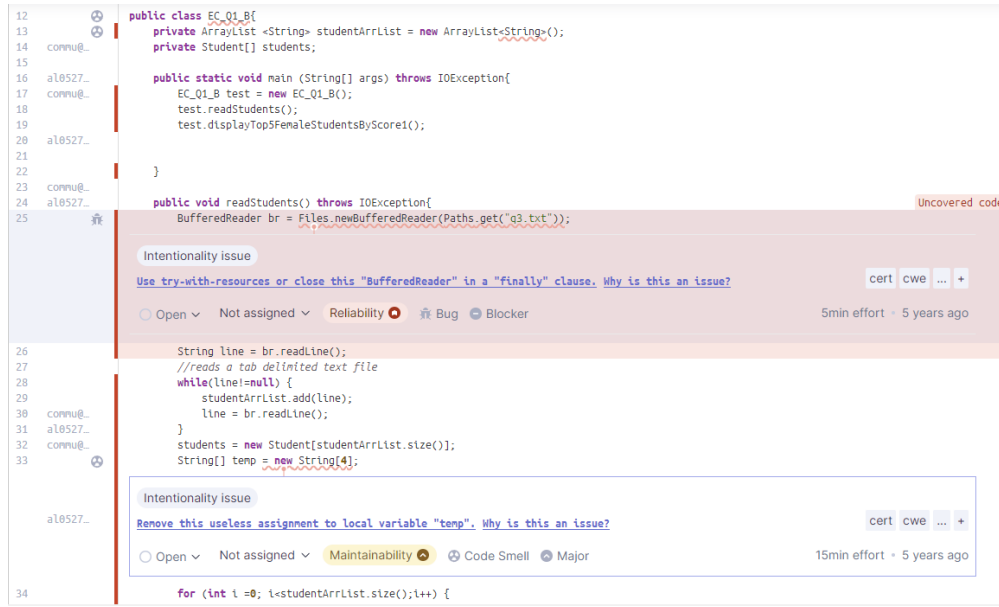 12 public class EC_Q1_B{
13 private ArrayList <String> studentArrList = new ArrayList<String>();
14 commu@… private Student[] students;
15
16 al0527… public static void main (String[] args) throws IOException{
17 commu@… EC_Q1_B test = new EC_Q1_B();
18 test.readStudents();
19 test.displayTop5FemaleStudentsByScore1();
20 al0527…
21
22 }
23 commu@…
24 al0527… public void readStudents() throws IOException{ Uncovered code
25 BufferedReader br = Files.newBufferedReader(Paths.get("q3.txt"));
Intentionality issue
Use try-with-resources or close this "BufferedReader" in a "finally" clause. Why is this an issue? cert cwe ... +
Open Not assigned Reliability Bug Blocker 5min effort • 5 years ago
26 String line = br.readLine();
27 //reads a tab delimited text file
28 while(line!=null) {
29 studentArrList.add(line);
30 commu@… line = br.readLine();
31 al0527… }
32 commu@… students = new Student[studentArrList.size()];
33 String[] temp = new String[4];
Intentionality issue
al0527… Remove this useless assignment to local variable "temp". Why is this an issue? cert cwe ... +
Open Not assigned Maintainability Code Smell Major 15min effort • 5 years ago
34 for (int i =0; i<studentArrList.size();i++) {